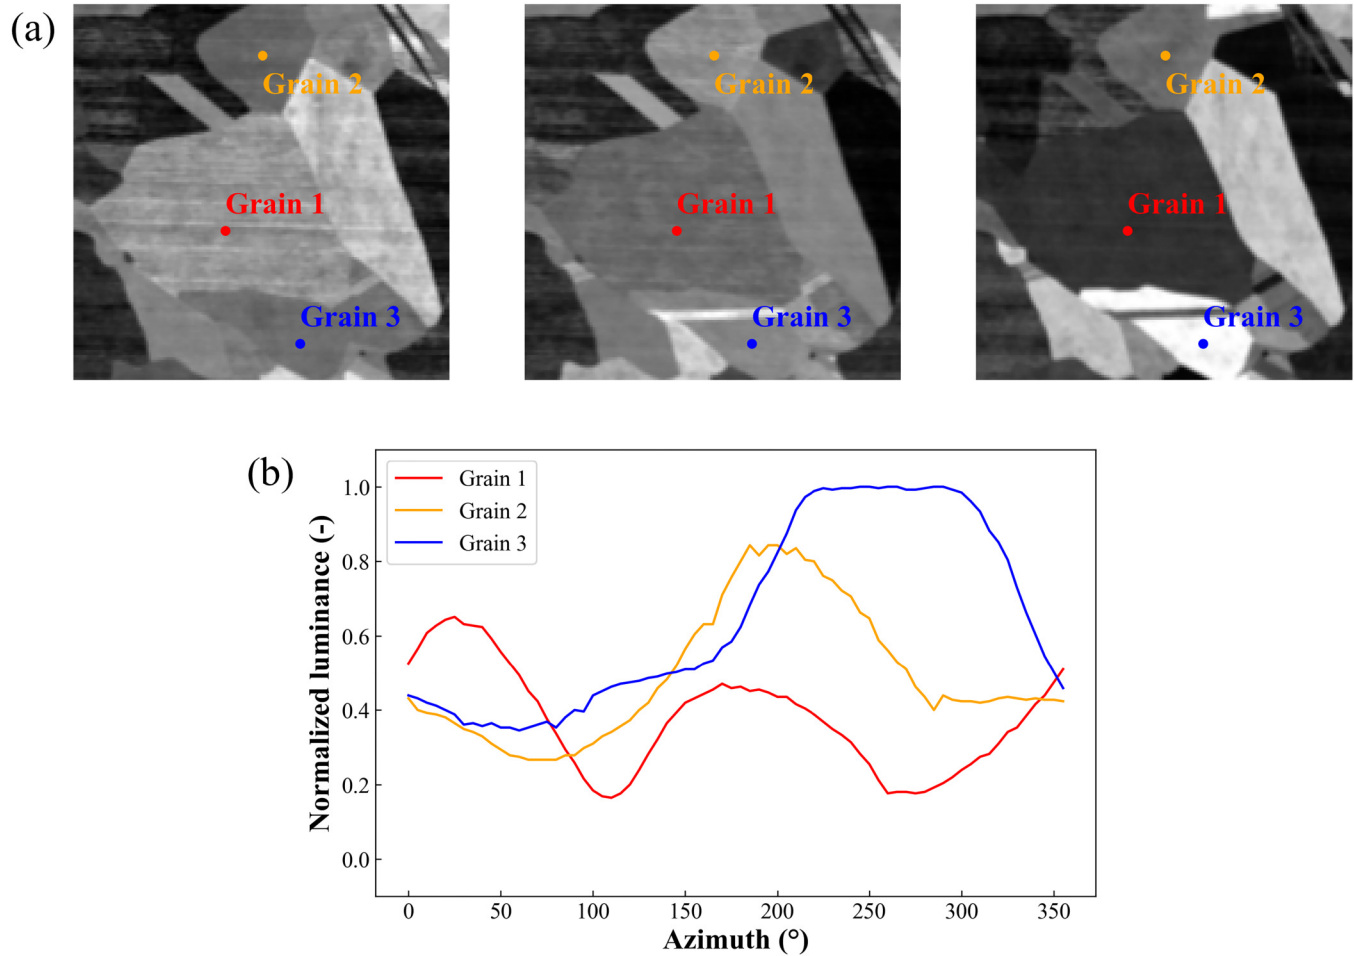 (a)
Grain 2
Grain 2
Grain 2
Grain 1
Grain 1
Grain 1
Grain 3
Grain 3
Grain 3
(b)
Grain 1
Grain 2
Grain 3
1.0
0.8
0.6
0.4
0.2
0.0
Normalized luminance (-)
0 50 100 150 200 250 300 350
Azimuth (°)